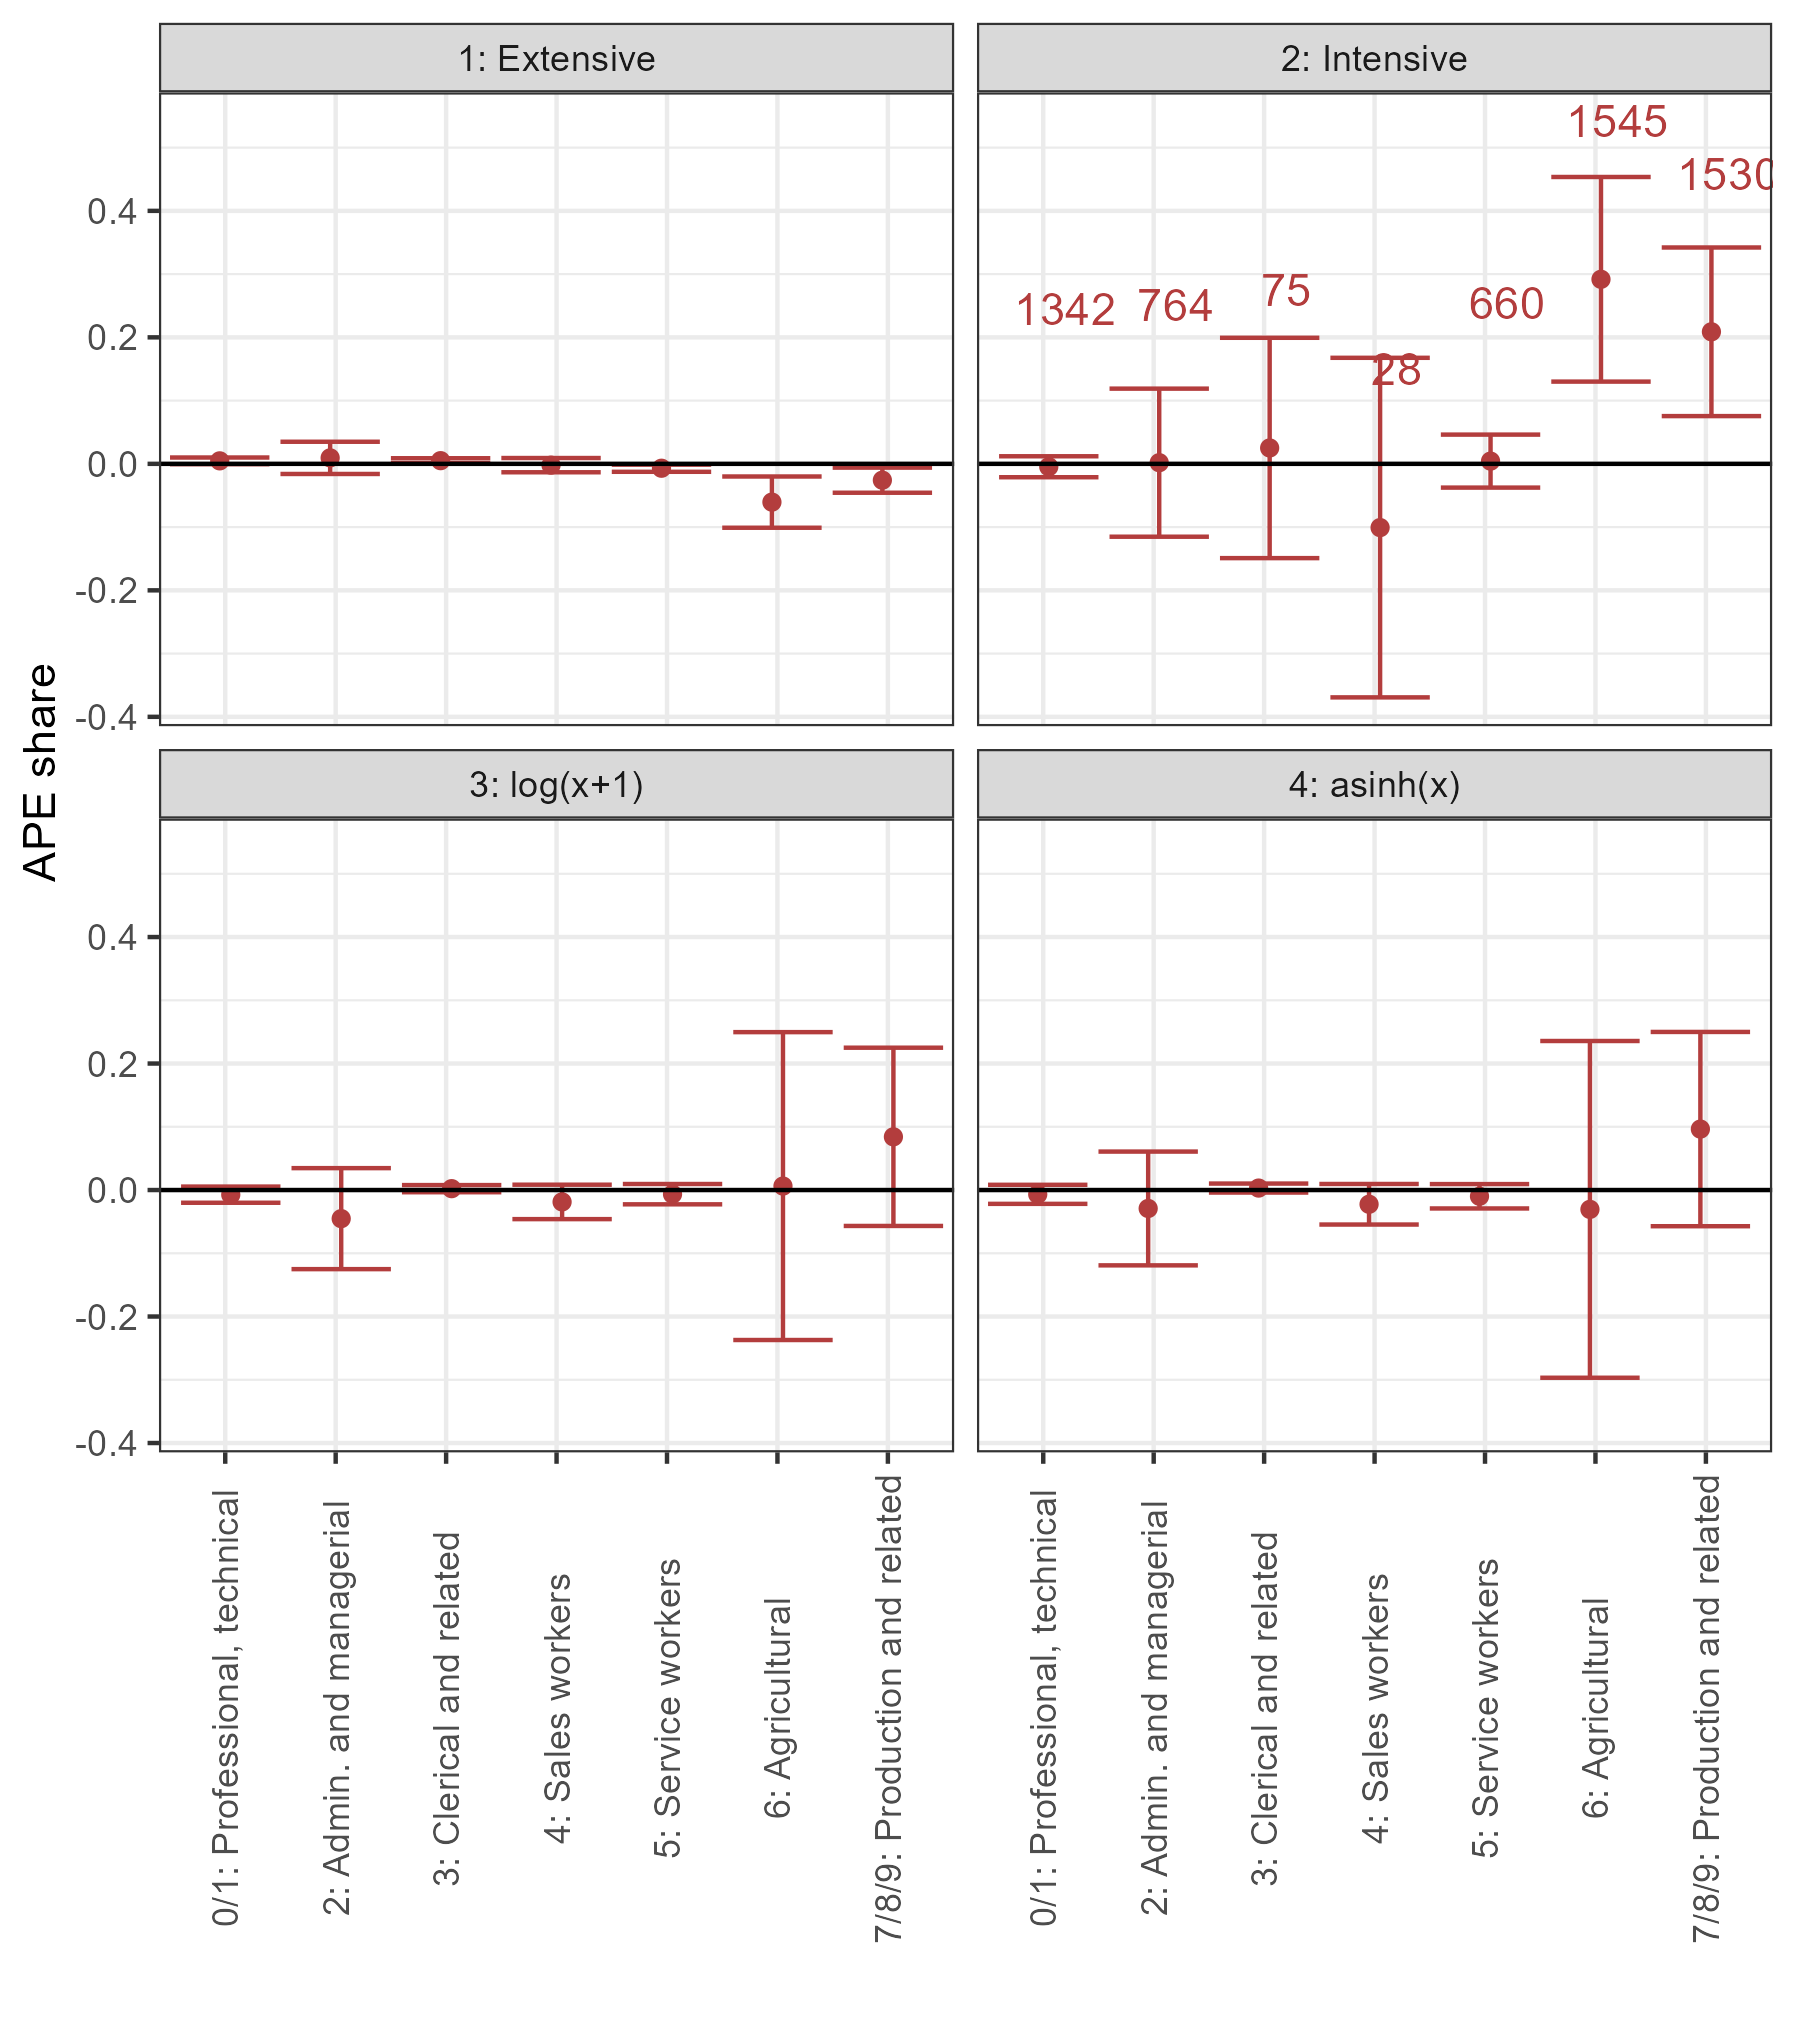 1: Extensive
2: Intensive
1545
1530
1342
764
75
28
660
0.4
0.2
0.0
-0.2
-0.4
APE share
3: log(x+1)
4: asinh(x)
0.4
0.2
0.0
-0.2
-0.4
0/1: Professional, technical
2: Admin. and managerial
3: Clerical and related
4: Sales workers
5: Service workers
6: Agricultural
7/8/9: Production and related
0/1: Professional, technical
2: Admin. and managerial
3: Clerical and related
4: Sales workers
5: Service workers
6: Agricultural
7/8/9: Production and related